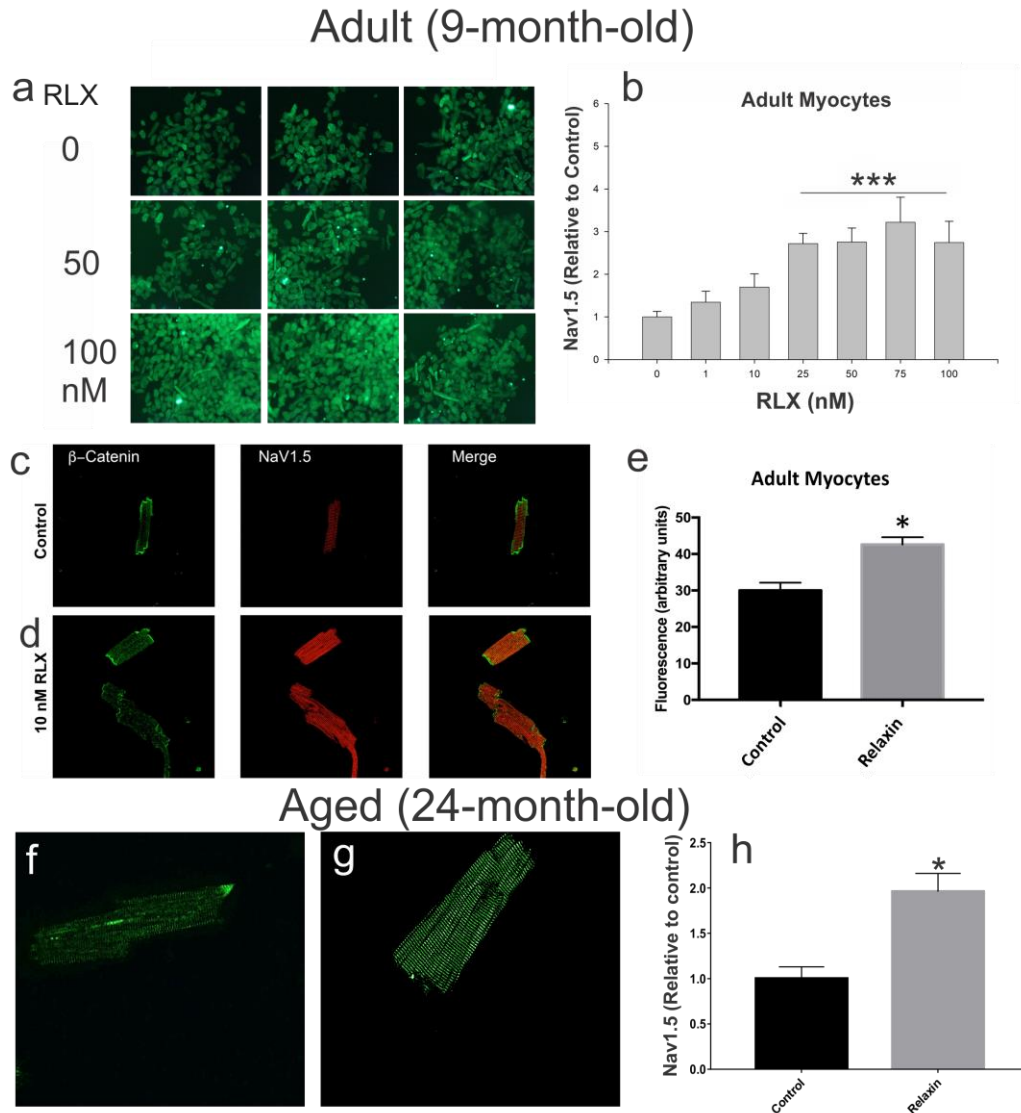 Adult (9-month-old)
a
RLX
0
50
100
nM
b
Adult Myocytes
Nav1.5 (Relative to Control)
6
5
4
3
2
1
0
***
0 1 10 25 50 75 100
RLX (nM)
c
β–Catenin
NaV1.5
Merge
Control
d
10 nM RLX
e
Adult Myocytes
Fluorescence (arbitrary units)
50
40
30
20
10
0
*
Control
Relaxin
Aged (24-month-old)
f
g
h
Nav1.5 (Relative to control)
2.5
2.0
1.5
1.0
0.5
0.0
*
Control
Relaxin